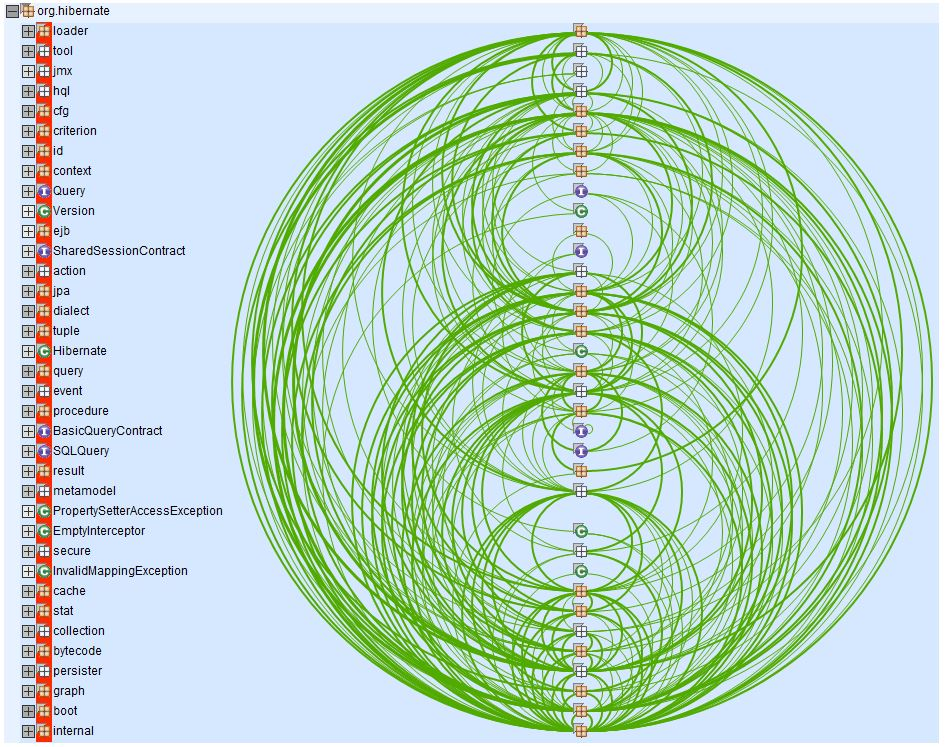 org.hibernate
loader
tool
jmx
hql
cfg
criterion
id
context
Query
Version
ejb
SharedSessionContract
action
jpa
dialect
tuple
Hibernate
query
event
procedure
BasicQueryContract
SQLQuery
result
metamodel
PropertySetterAccessException
EmptyInterceptor
secure
InvalidMappingException
cache
stat
collection
bytecode
persister
graph
boot
internal